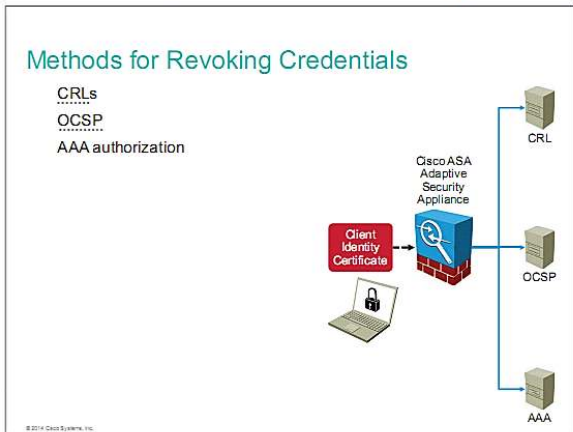 Methods for Revoking Credentials
CRLs
OCSP
AAA authorization
Cisco ASA
Adaptive
Security
Appliance
Client
Identity
Certificate
CRL
OCSP
AAA
© 2014 Cisco Systems, Inc.